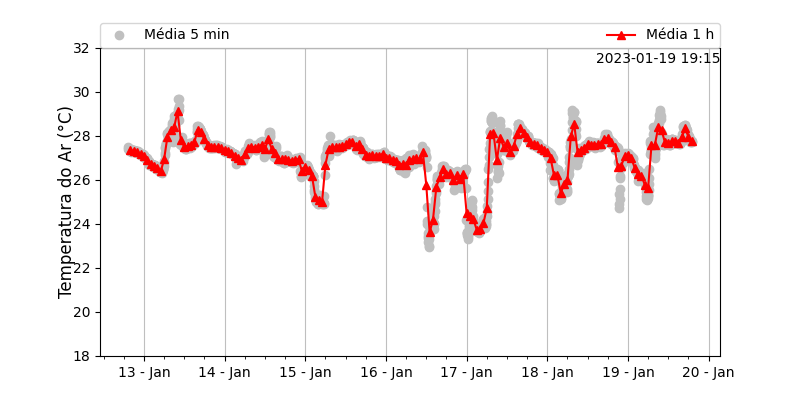 Média 5 min
Média 1 h
2023-01-19 19:15
Temperatura do Ar (°C)
32
30
28
26
24
22
20
18
13 - Jan
14 - Jan
15 - Jan
16 - Jan
17 - Jan
18 - Jan
19 - Jan
20 - Jan